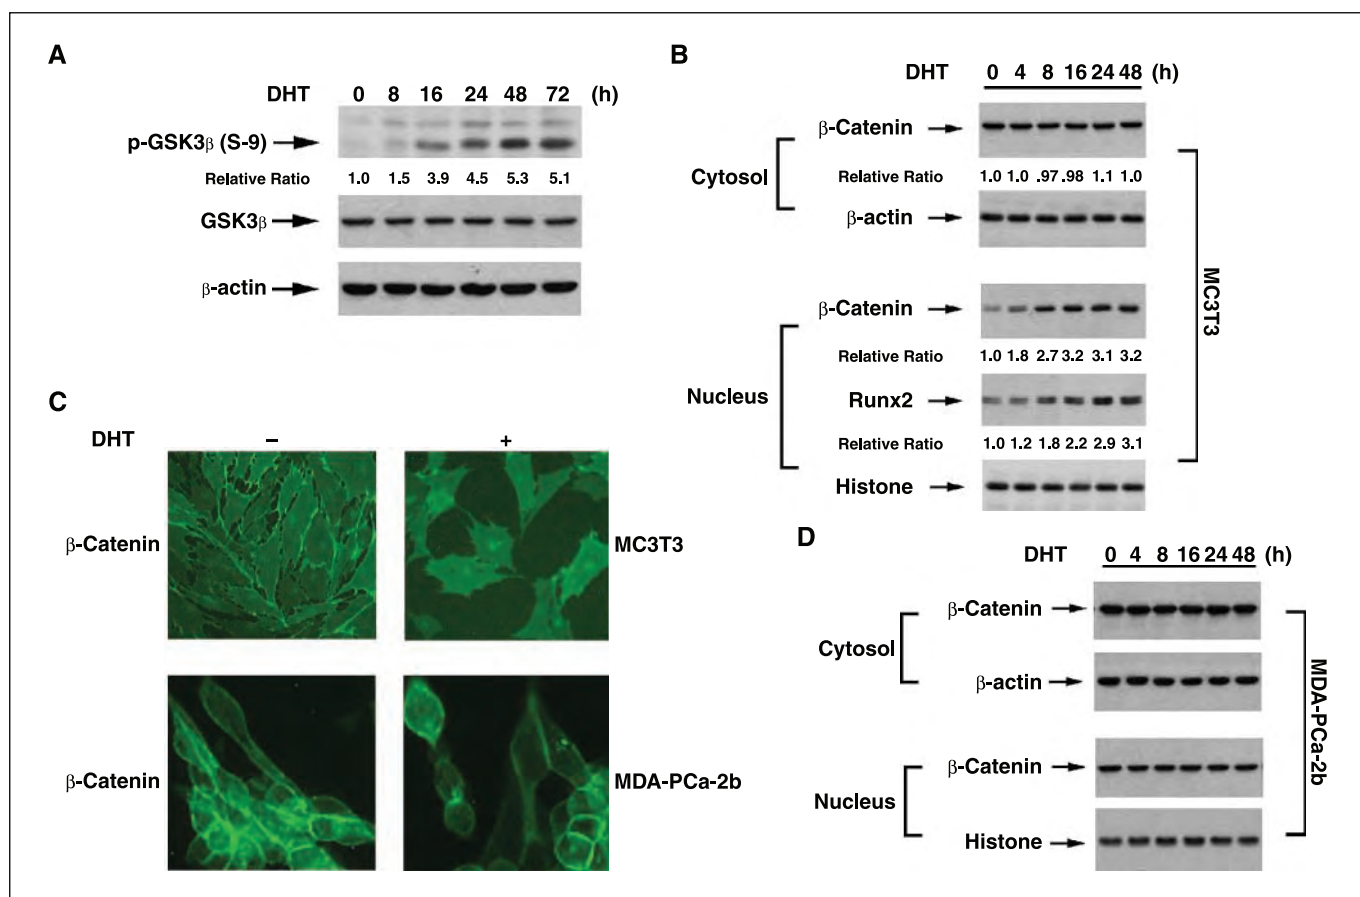 A
DHT 0 8 16 24 48 72 (h)
p-GSK3β (S-9)
Relative Ratio 1.0 1.5 3.9 4.5 5.3 5.1
GSK3β
β-actin
B
DHT 0 4 8 16 24 48 (h)
β-Catenin
Cytosol
Relative Ratio 1.0 1.0 .97 .98 1.1 1.0
β-actin
β-Catenin
Relative Ratio 1.0 1.8 2.7 3.2 3.1 3.2
Nucleus
Runx2
Relative Ratio 1.0 1.2 1.8 2.2 2.9 3.1
Histone
MC3T3
C
DHT – +
β-Catenin
MC3T3
β-Catenin
MDA-PCa-2b
D
DHT 0 4 8 16 24 48 (h)
β-Catenin
Cytosol
β-actin
β-Catenin
Nucleus
Histone
MDA-PCa-2b